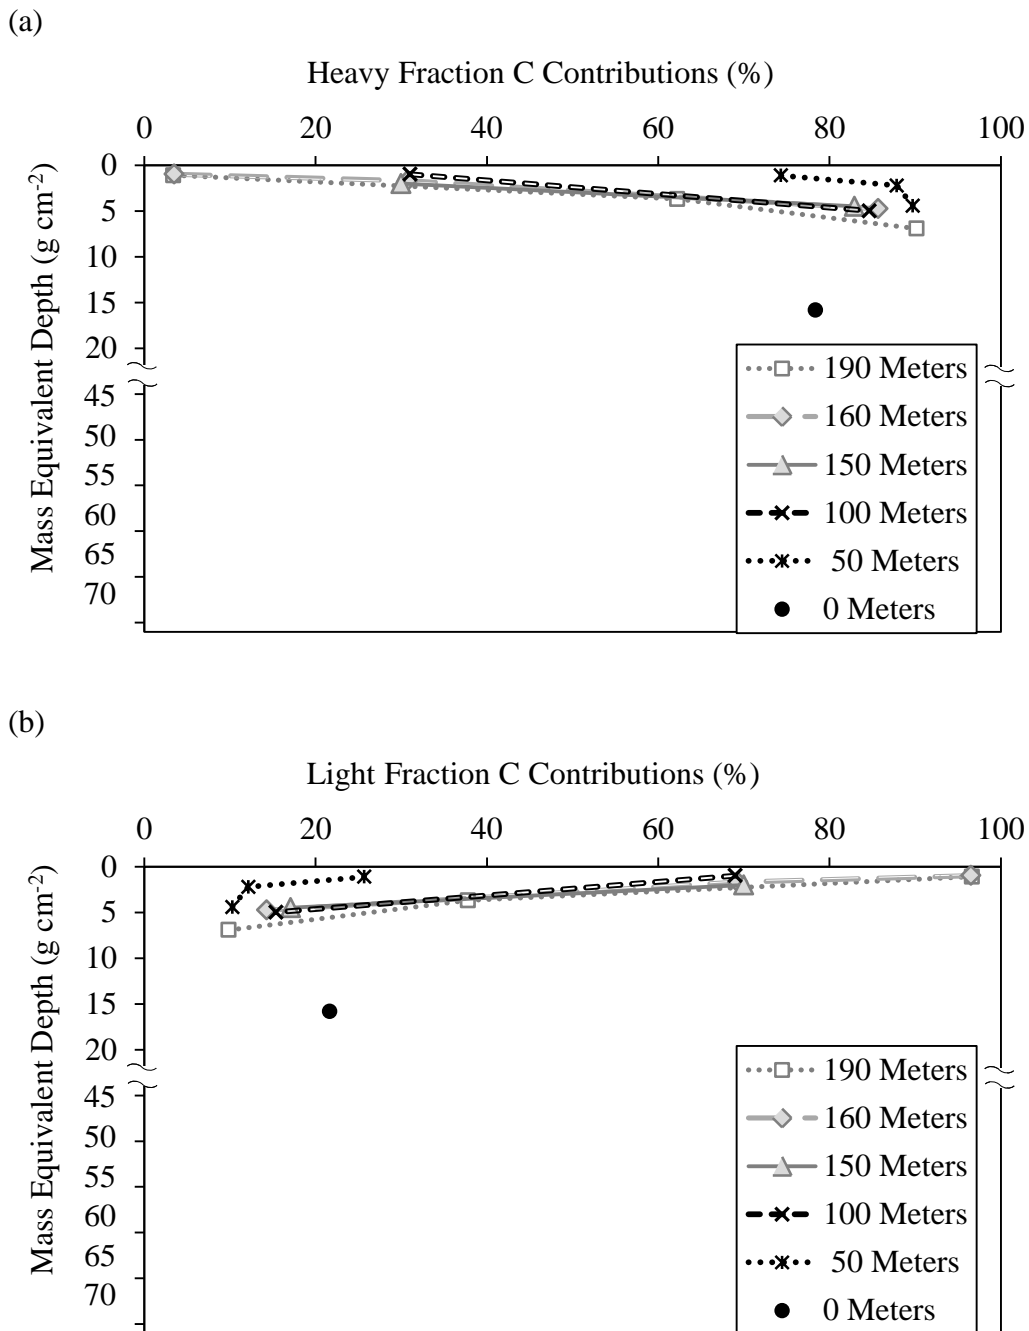 (a)
Heavy Fraction C Contributions (%)
0 20 40 60 80 100
Mass Equivalent Depth (g cm⁻²)
0
5
10
15
20
45
50
55
60
65
70
190 Meters
160 Meters
150 Meters
100 Meters
50 Meters
0 Meters
(b)
Light Fraction C Contributions (%)
0 20 40 60 80 100
Mass Equivalent Depth (g cm⁻²)
0
5
10
15
20
45
50
55
60
65
70
190 Meters
160 Meters
150 Meters
100 Meters
50 Meters
0 Meters